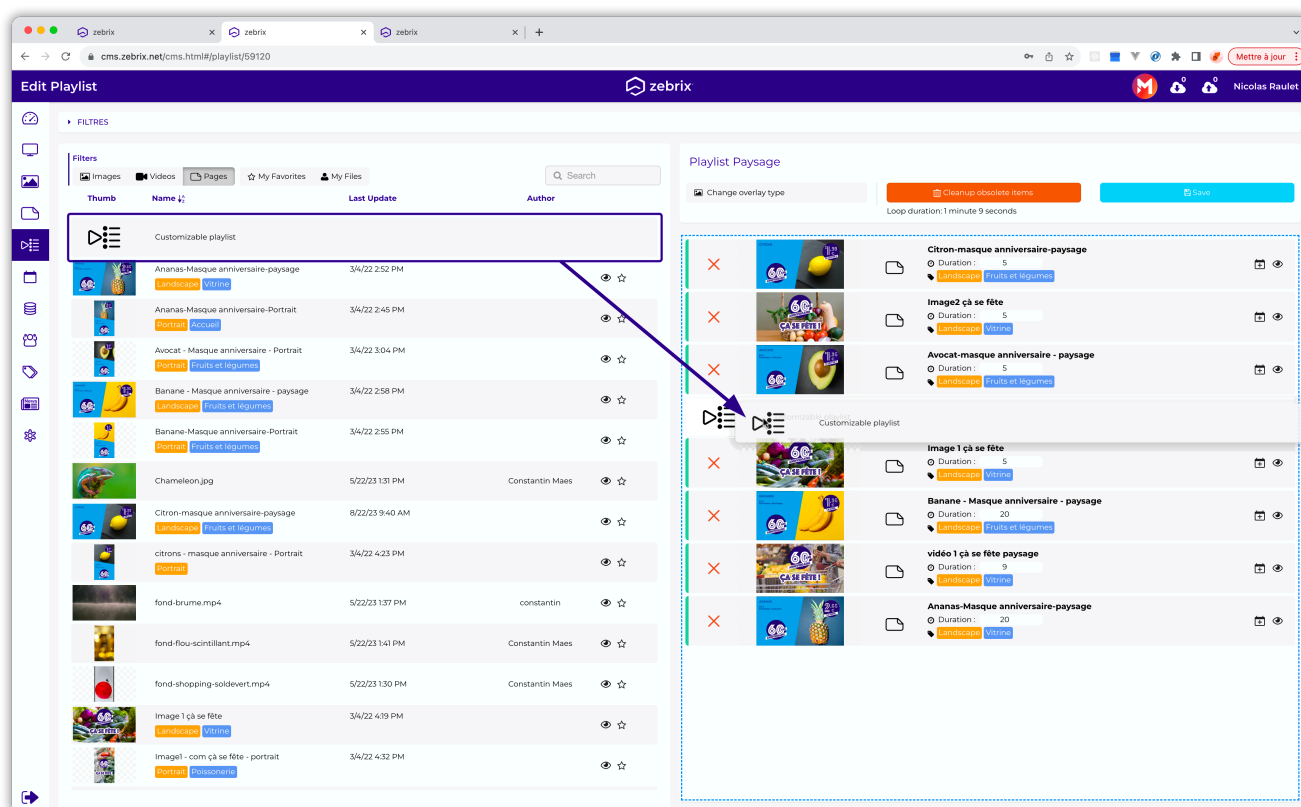 zebrix
zebrix
zebrix
cms.zebrix.net/cms.html#/playlist/59120
Mettre à jour
Edit Playlist
zebrix
Nicolas Raulet
FILTRES
Filters
Images
Videos
Pages
My Favorites
My Files
Search
Thumb
Name
Last Update
Author
Customizable playlist
Ananas-Masque anniversaire-paysage
3/4/22 2:52 PM
Landscape
Vitrine
Ananas-Masque anniversaire-Portrait
3/4/22 2:45 PM
Portrait
Accueil
Avocat - Masque anniversaire - Portrait
3/4/22 3:04 PM
Portrait
Fruits et légumes
Banane - Masque anniversaire - paysage
3/4/22 2:58 PM
Landscape
Fruits et légumes
Banane-Masque anniversaire-Portrait
3/4/22 2:55 PM
Portrait
Fruits et légumes
Chameleon.jpg
5/22/23 1:31 PM
Constantin Maes
Citron-masque anniversaire-paysage
8/22/23 9:40 AM
Landscape
Fruits et légumes
citrons - masque anniversaire - Portrait
3/4/22 4:23 PM
Portrait
fond-brume.mp4
5/22/23 1:37 PM
constantin
fond-flou-scintillant.mp4
5/22/23 1:41 PM
Constantin Maes
fond-shopping-soldevert.mp4
5/22/23 1:30 PM
Constantin Maes
Image 1 çà se fête
3/4/22 4:19 PM
Landscape
Vitrine
Image1 - com çà se fête - portrait
3/4/22 4:32 PM
Portrait
Poissonerie
Playlist Paysage
Change overlay type
Cleanup obsolete items
Save
Loop duration: 1 minute 9 seconds
Citron-masque anniversaire-paysage
Duration : 5
Landscape
Fruits et légumes
Image2 çà se fête
Duration : 5
Landscape
Vitrine
ÇA SE FÊTE !
Avocat-masque anniversaire - paysage
Duration : 5
Landscape
Fruits et légumes
Customizable playlist
Customizable playlist
Image 1 çà se fête
Duration : 5
Landscape
Vitrine
ÇA SE FÊTE !
Banane - Masque anniversaire - paysage
Duration : 20
Landscape
Fruits et légumes
vidéo 1 çà se fête paysage
Duration : 9
Landscape
Vitrine
ÇA SE FÊTE !
Ananas-Masque anniversaire-paysage
Duration : 20
Landscape
Vitrine